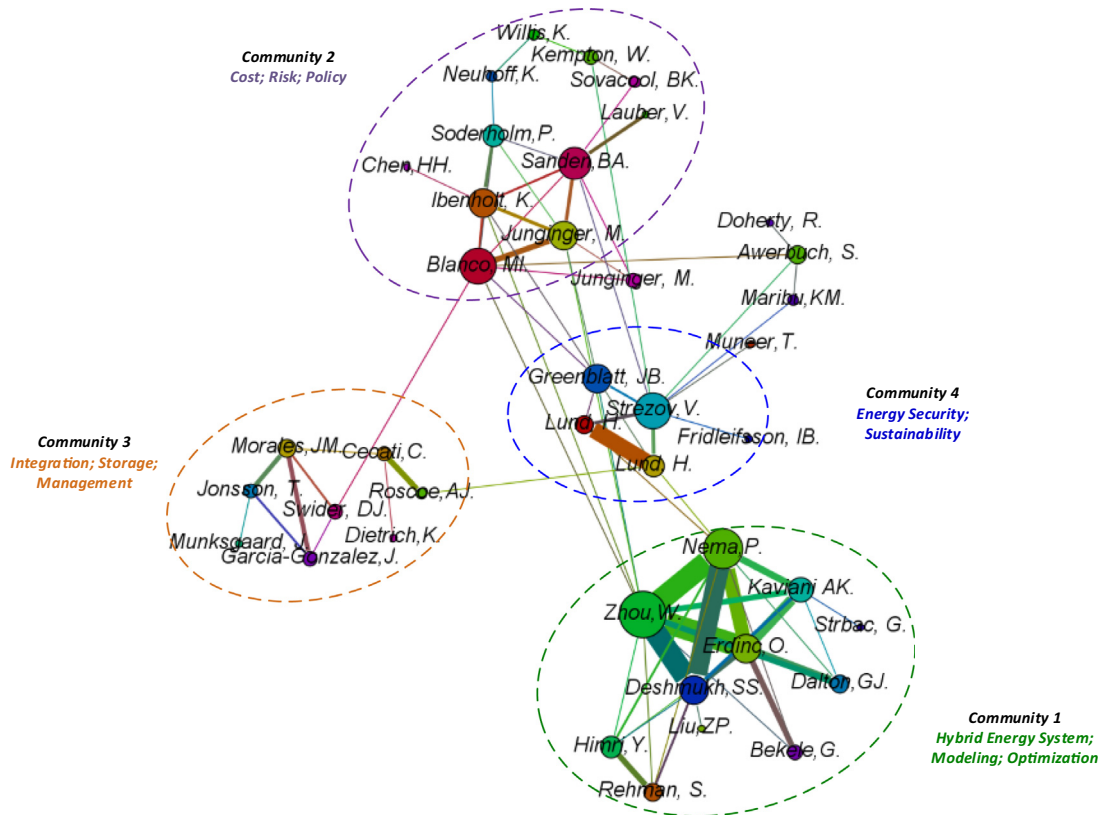 Willis,K.
Community 2
Cost; Risk; Policy
Kempton, W.
Neuhoff,K.
Sovacool, BK.
Lauber,V.
Soderholm,P.
Chen,HH.
Sanden,BA.
Ibenholt, K.
Junginger, M.
Blanco, MI.
Junginger, M.
Doherty, R.
Awerbuch, S.
Maribu,KM.
Muneer,T.
Greenblatt, JB.
Strezov,V.
Lund, H.
Fridleifsson, IB.
Lund, H.
Community 4
Energy Security;
Sustainability
Community 3
Integration; Storage;
Management
Morales,JM.
Cecati,C.
Jonsson, T.
Roscoe,AJ.
Swider, DJ.
Dietrich,K.
Munksgaard, J.
Garcia-Gonzalez,J.
Nema,P.
Kaviani AK.
Zhou,W.
Strbac, G.
Erdinc,O.
Deshmukh,SS.
Dalton,GJ.
Liu,ZP.
Himri,Y.
Bekele,G.
Rehman, S.
Community 1
Hybrid Energy System;
Modeling; Optimization